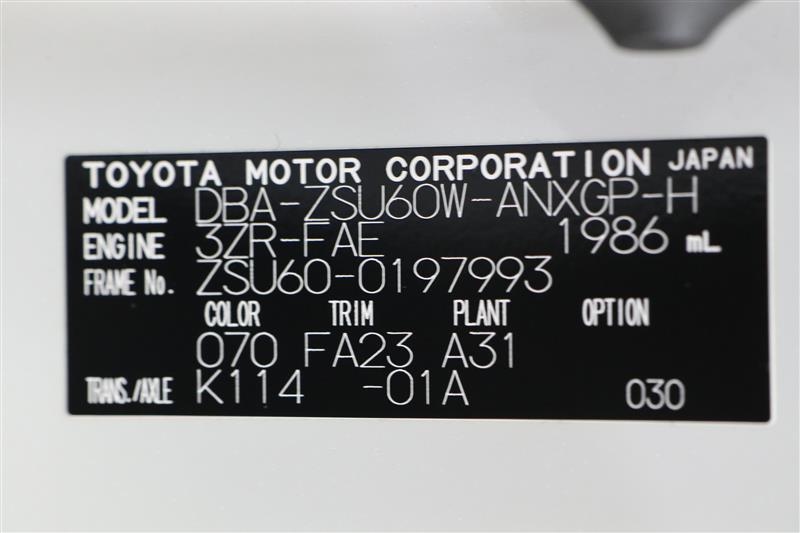 TOYOTA MOTOR CORPORATION JAPAN
MODEL DBA-ZSU60W-ANXGP-H
ENGINE 3ZR-FAE 1986 mL
FRAME No. ZSU60-0197993
COLOR TRIM PLANT OPTION
070 FA23 A31
TRANS./AXLE K114 -01A 030